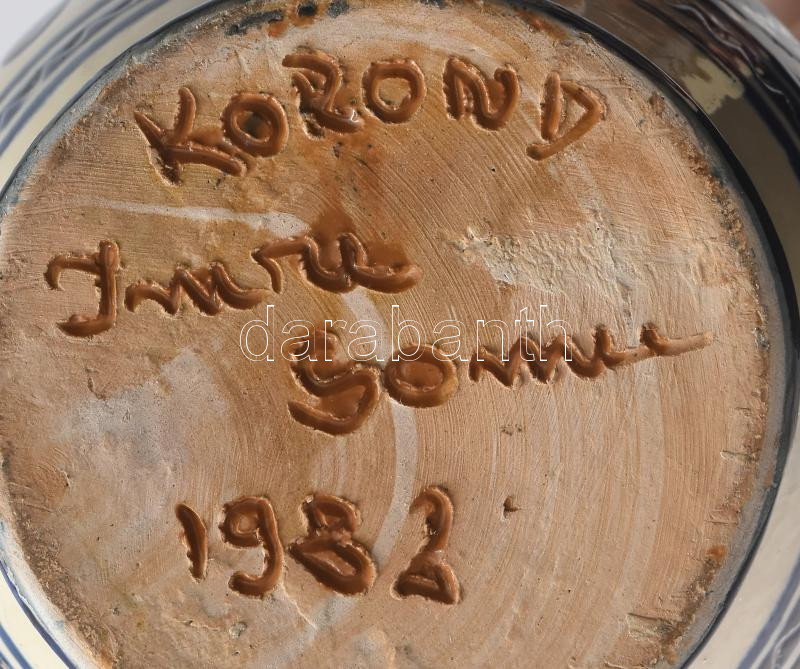 KOROND
Imre
darabanth
1982